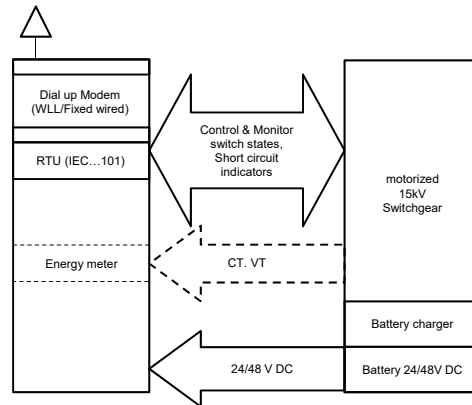 Dial up Modem
(WLL/Fixed wired)
RTU (IEC...101)
Energy meter
Control & Monitor
switch states,
Short circuit
indicators
CT. VT
24/48 V DC
motorized
15kV
Switchgear
Battery charger
Battery 24/48V DC